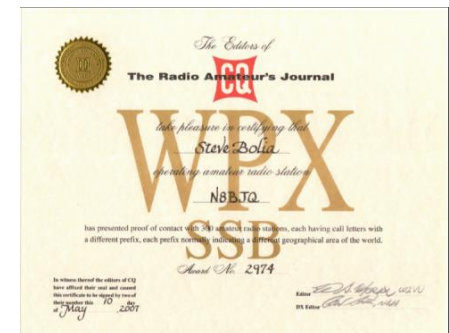 The Editors of
The Radio Amateur's Journal
CQ
WPX
SSB
take pleasure in certifying that
Steve Bolia
operating amateur radio station
N8BJQ
has presented proof of contact with 300 amateur radio stations, each having call letters with
a different prefix, each prefix normally indicating a different geographical area of the world.
Award No. 2974
In witness thereof the editors of CQ
have affixed their seal and caused
this certificate to be signed by two of
their number this 10 day
of May 2007
Editor
DX Editor